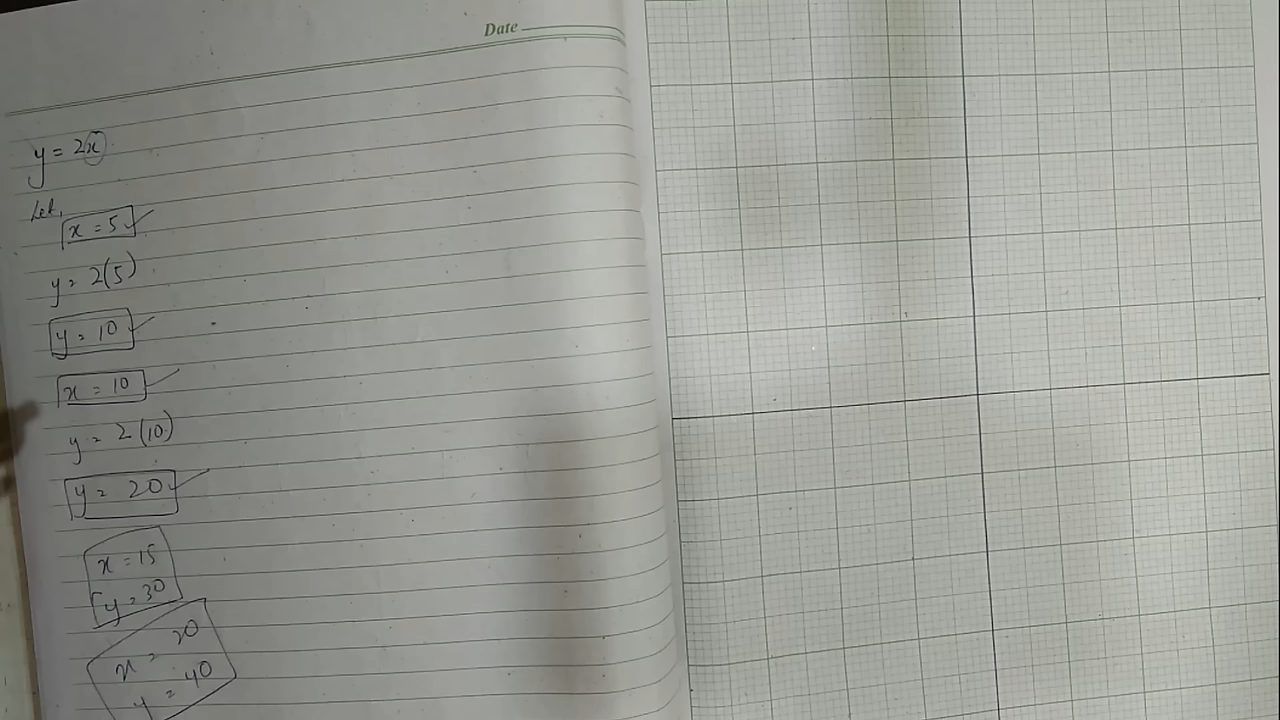 Date
y = 2x
Let,
x = 5
y = 2(5)
y = 10
x = 10
y = 2(10)
y = 20
x = 15
y = 30
x = 20
y = 40